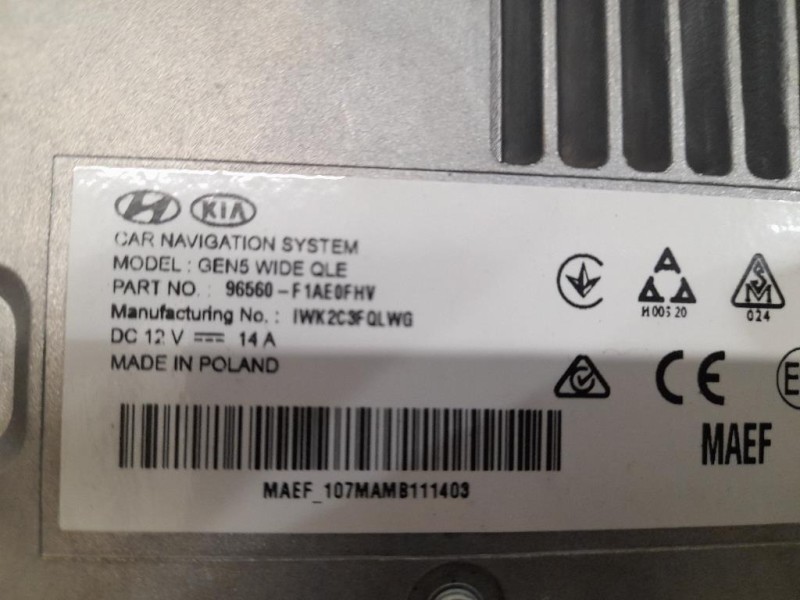 KIA
CAR NAVIGATION SYSTEM
MODEL : GEN5 WIDE QLE
PART NO. : 96560-F1AE0FHV
Manufacturing No. : IWK2C3FQLWG
DC 12 V 14 A
MADE IN POLAND
MAEF_107MAMB111403
H 005 20
024
CE
E
MAEF